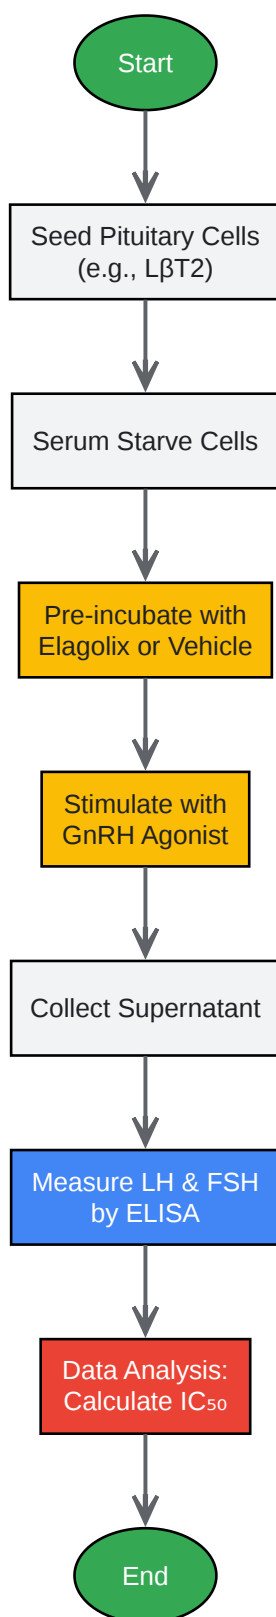 Start
Seed Pituitary Cells
(e.g., LβT2)
Serum Starve Cells
Pre-incubate with
Elagolix or Vehicle
Stimulate with
GnRH Agonist
Collect Supernatant
Measure LH & FSH
by ELISA
Data Analysis:
Calculate IC₅₀
End